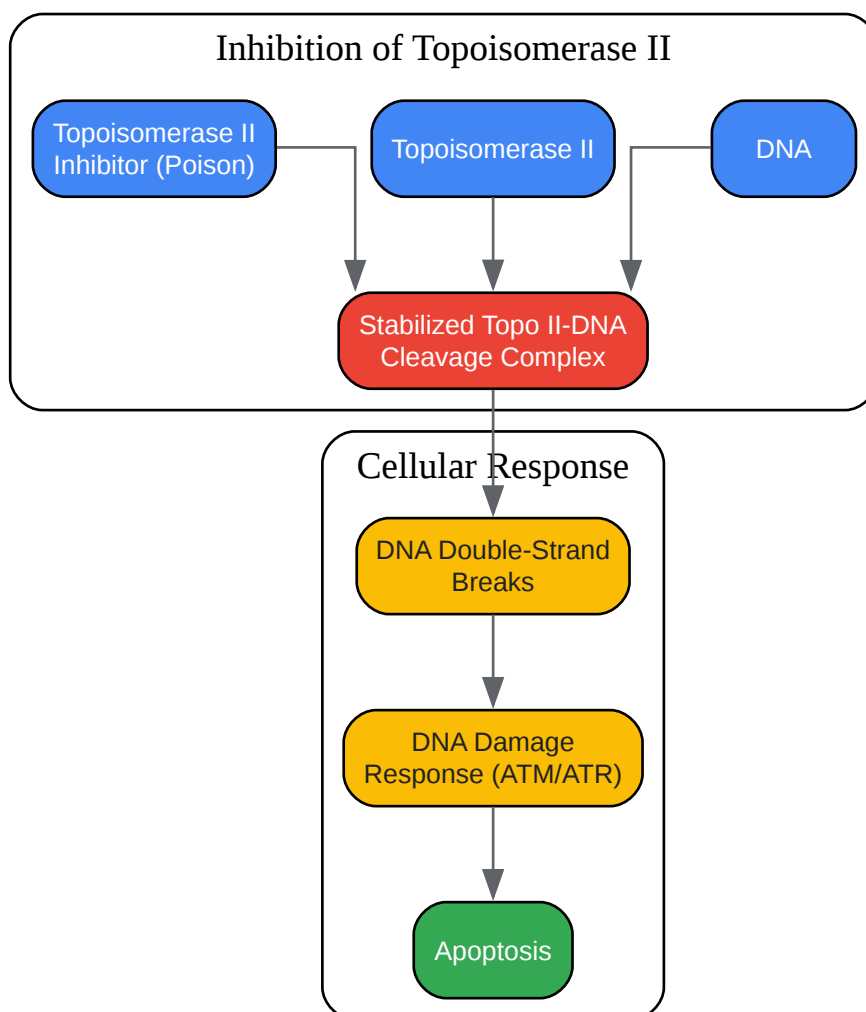 Inhibition of Topoisomerase II
Topoisomerase II
Inhibitor (Poison)
Topoisomerase II
DNA
Stabilized Topo II-DNA
Cleavage Complex
Cellular Response
DNA Double-Strand
Breaks
DNA Damage
Response (ATM/ATR)
Apoptosis